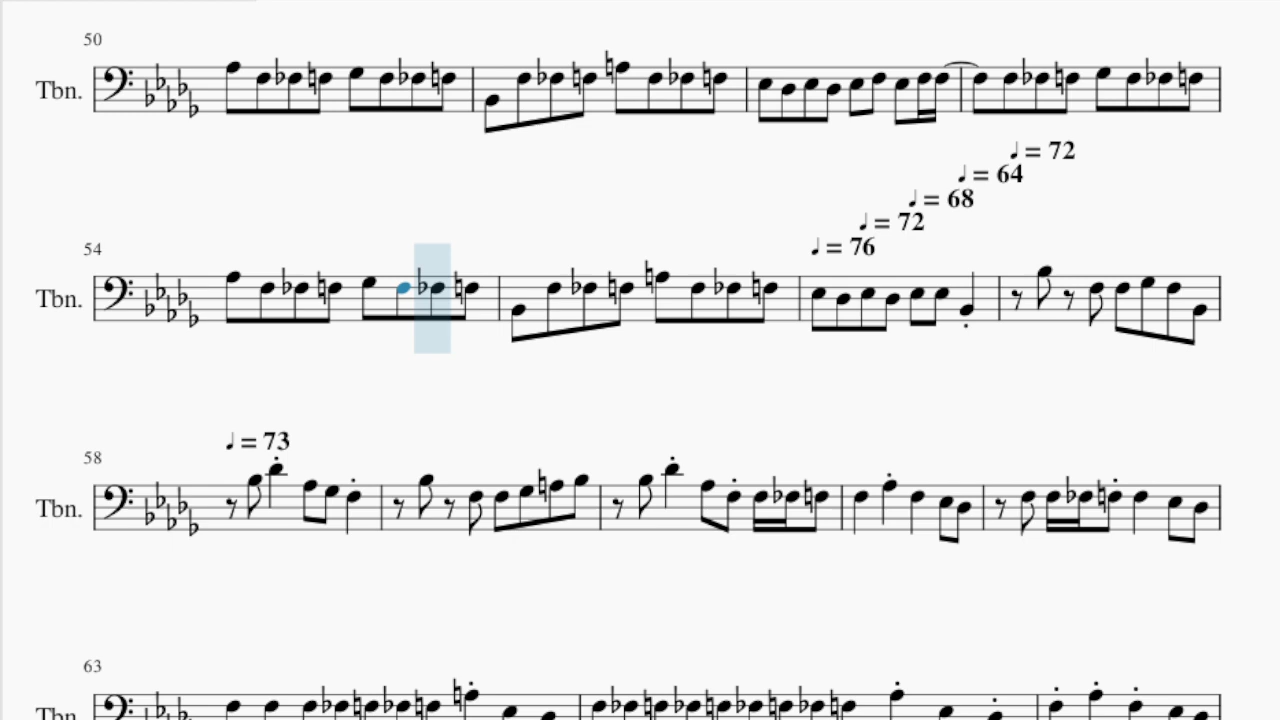 50
Tbn.
♩ = 72
♩ = 64
♩ = 68
♩ = 72
♩ = 76
54
Tbn.
♩ = 73
58
Tbn.
63
Tbn.